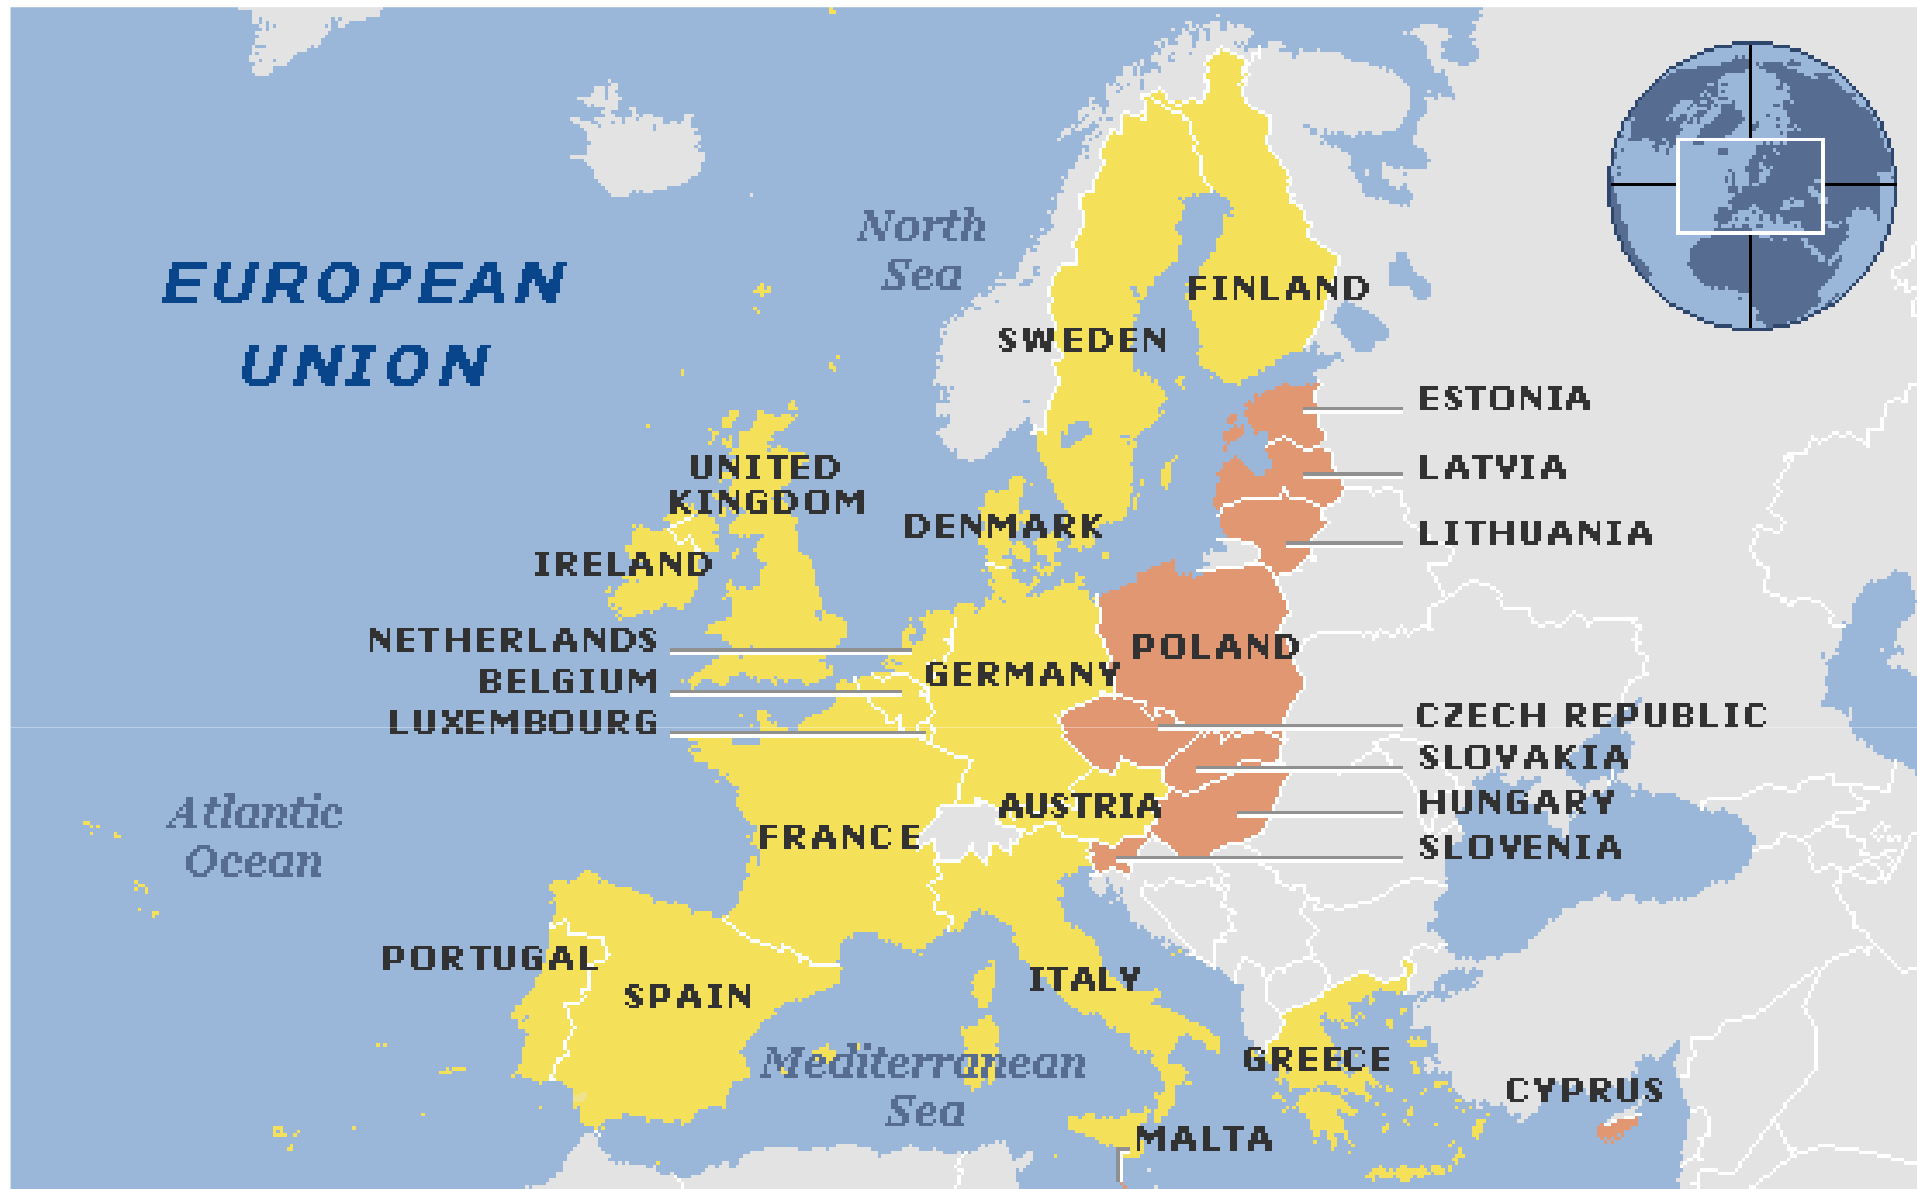 EUROPEAN
UNION
North
Sea
FINLAND
SWEDEN
ESTONIA
LATVIA
LITHUANIA
UNITED
KINGDOM
DENMARK
IRELAND
NETHERLANDS
BELGIUM
LUXEMBOURG
GERMANY
POLAND
CZECH REPUBLIC
SLOVAKIA
HUNGARY
SLOVENIA
AUSTRIA
FRANCE
Atlantic
Ocean
PORTUGAL
SPAIN
ITALY
Mediterranean
Sea
GREECE
CYPRUS
MALTA